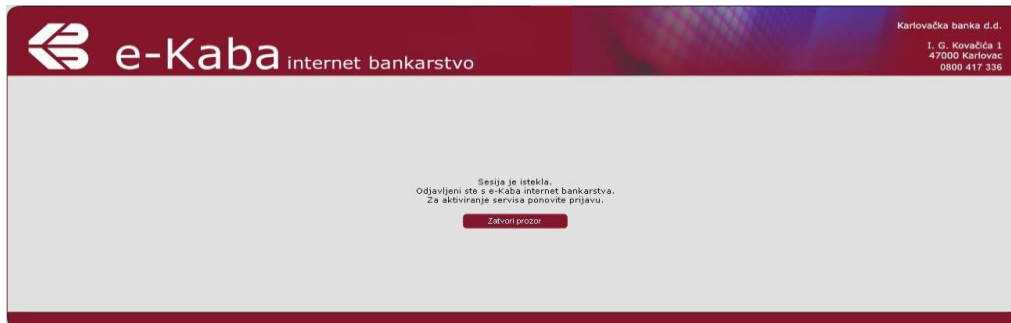 e-Kaba internet bankarstvo
Karlovačka banka d.d.
I. G. Kovačića 1
47000 Karlovac
0800 417 336
Sesija je istekla.
Odjavljeni ste s e-Kaba internet bankarstva.
Za aktiviranje servisa ponovite prijavu.
Zatvori prozor